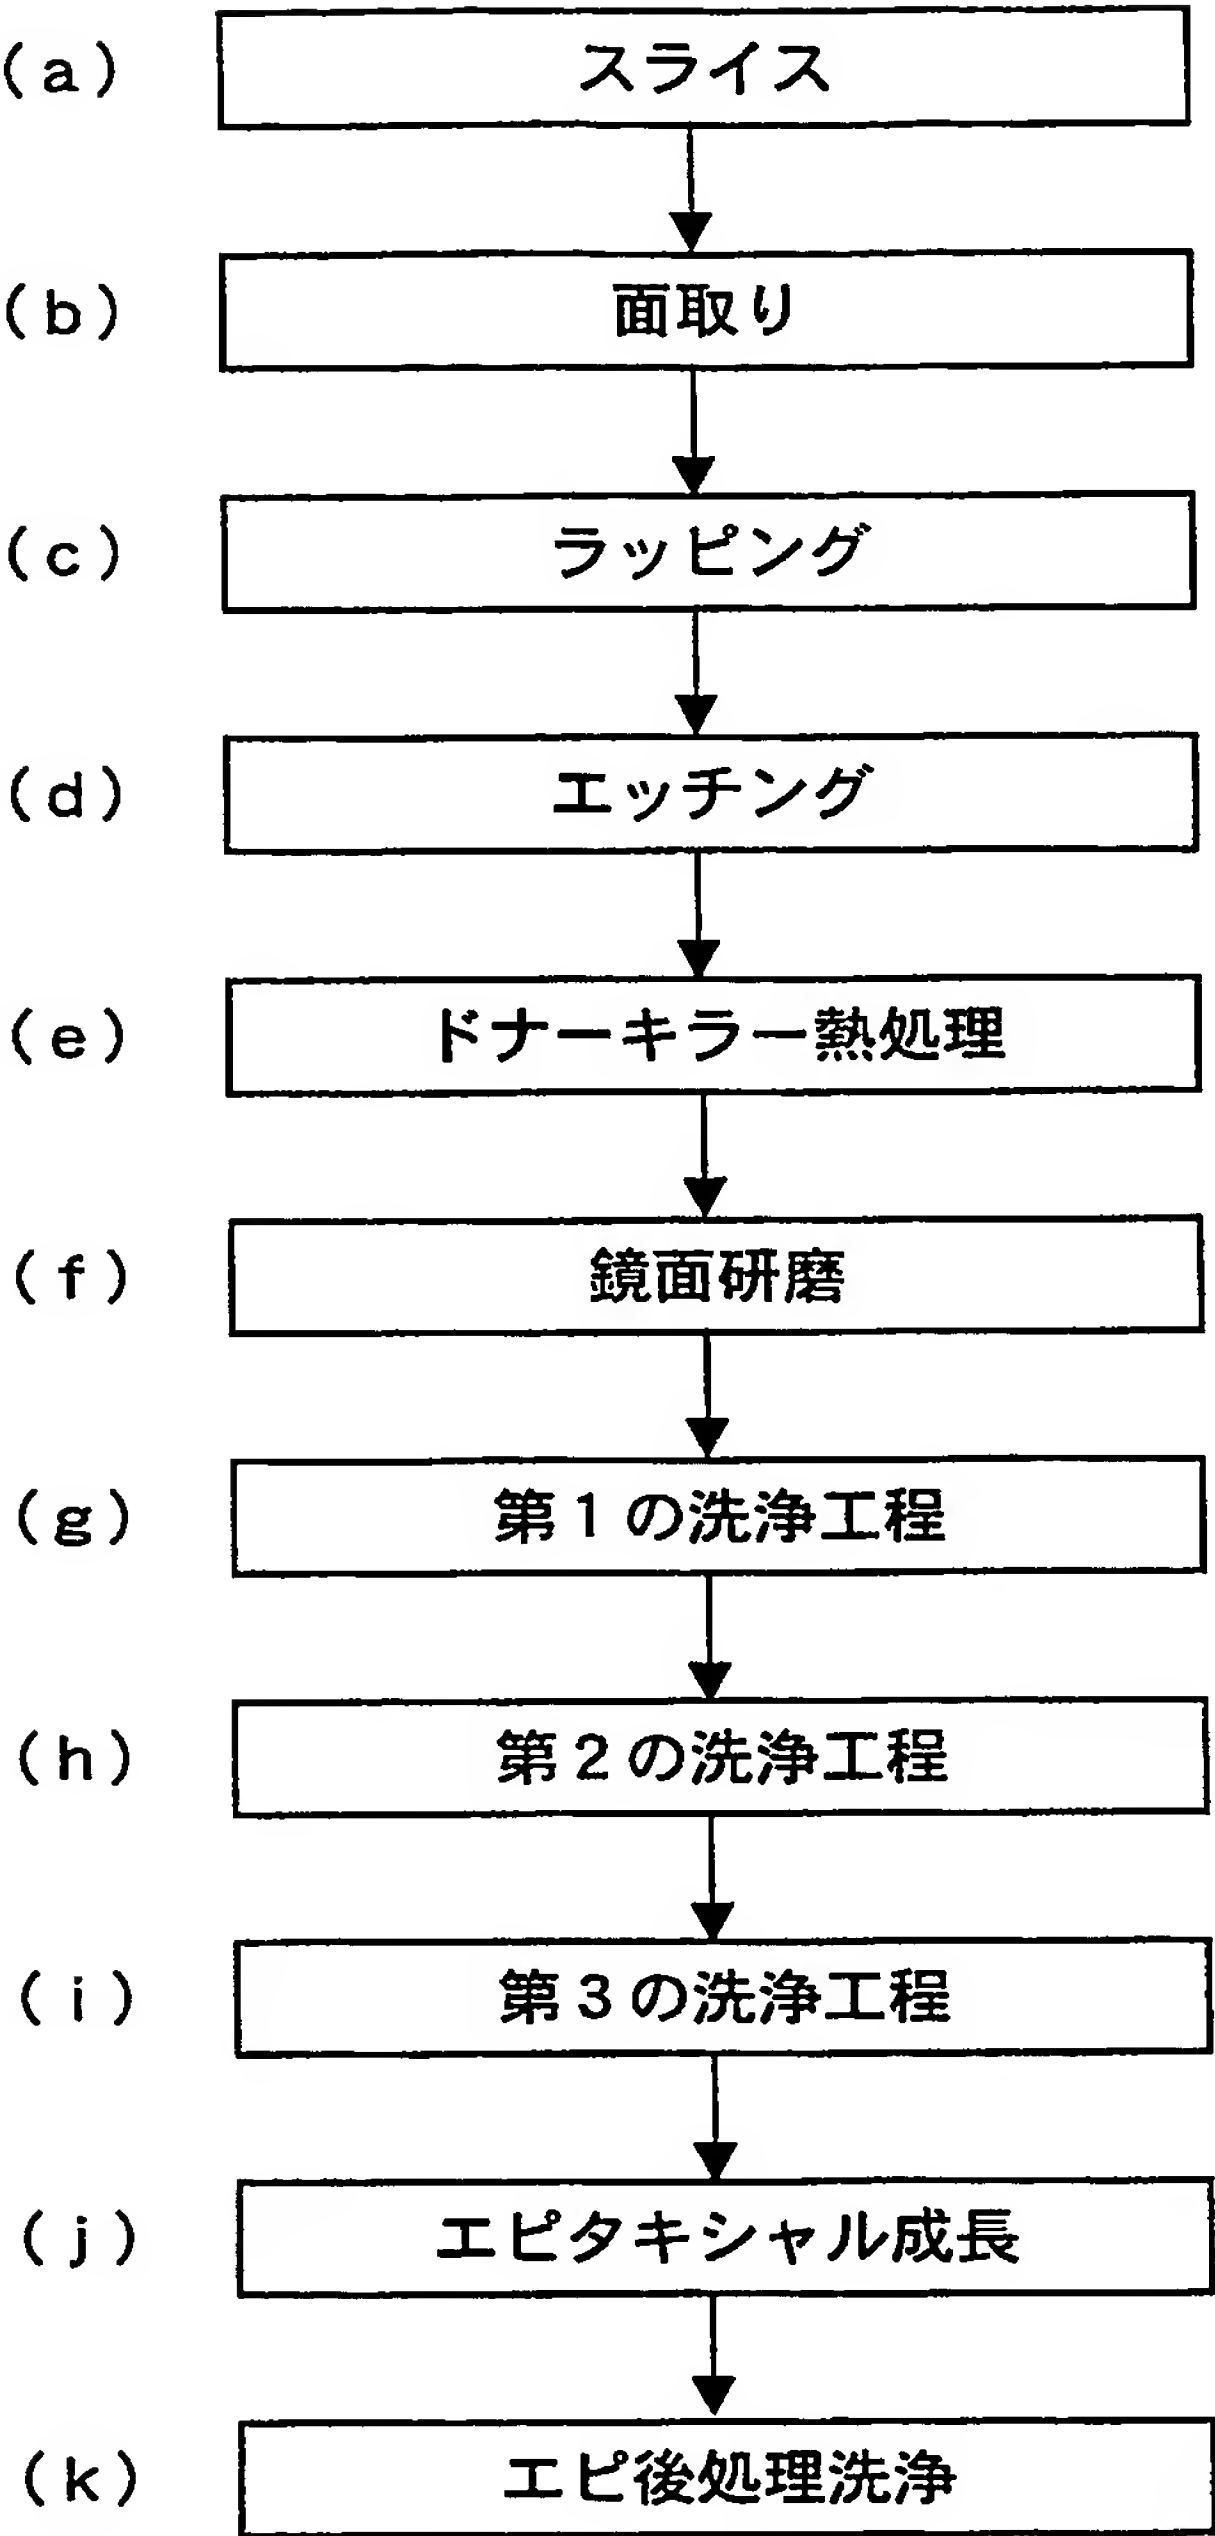 (a) スライス
(b) 面取り
(c) ラッピング
(d) エッチング
(e) ドナーキラー熱処理
(f) 鏡面研磨
(g) 第1の洗浄工程
(h) 第2の洗浄工程
(i) 第3の洗浄工程
(j) エピタキシャル成長
(k) エピ後処理洗浄